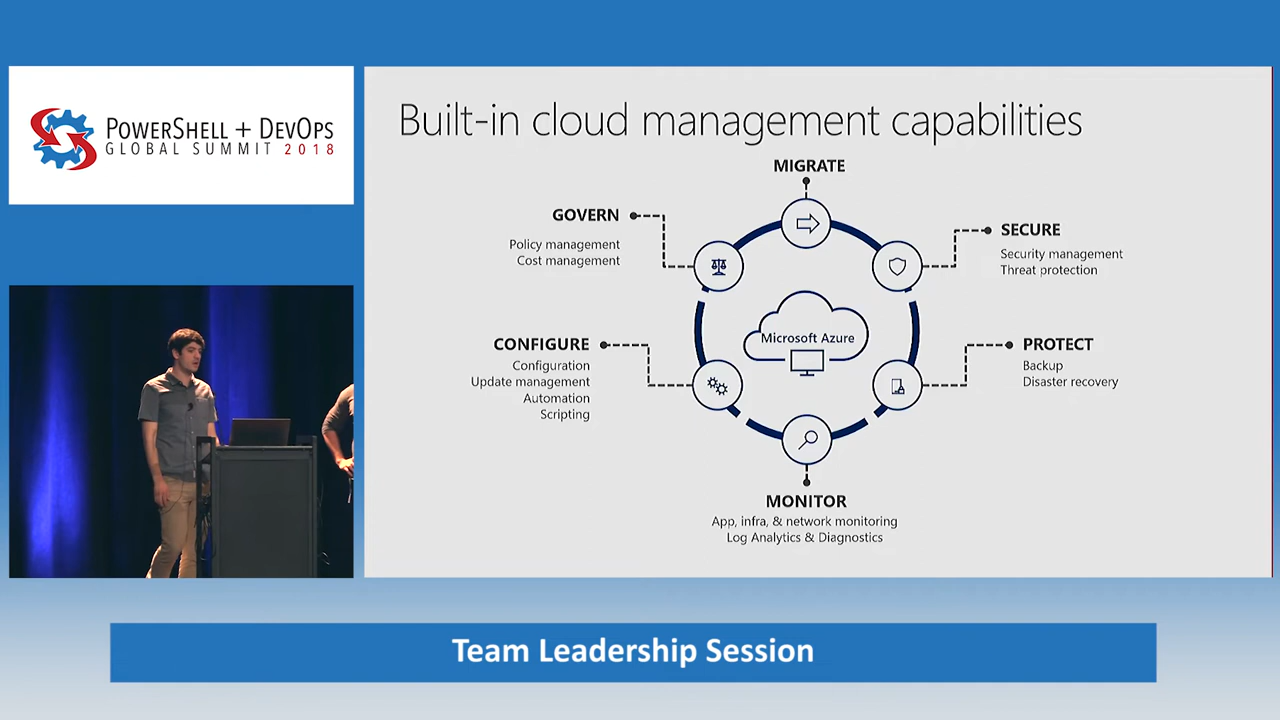 POWERSHELL + DEVOPS
GLOBAL SUMMIT 2018
Built-in cloud management capabilities
MIGRATE
GOVERN
Policy management
Cost management
SECURE
Security management
Threat protection
Microsoft Azure
CONFIGURE
Configuration
Update management
Automation
Scripting
PROTECT
Backup
Disaster recovery
MONITOR
App, infra, & network monitoring
Log Analytics & Diagnostics
Team Leadership Session